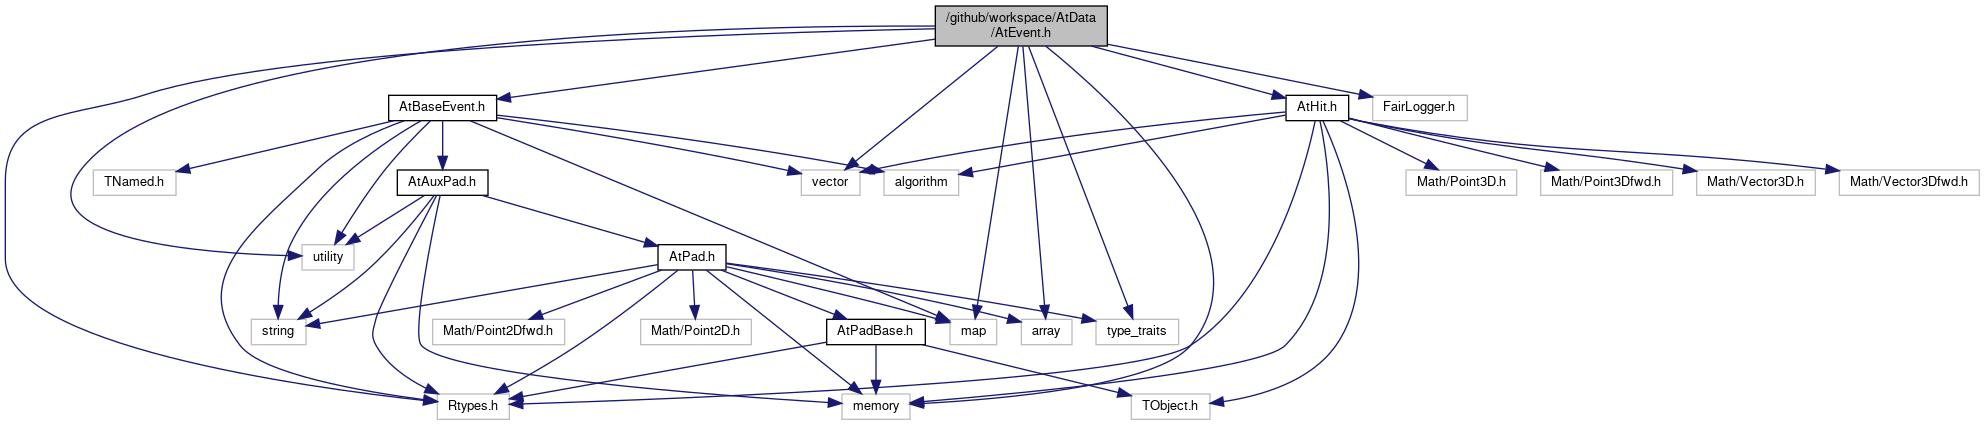 /github/workspace/AtData
/AtEvent.h
AtBaseEvent.h
AtHit.h
FairLogger.h
TNamed.h
AtAuxPad.h
vector
algorithm
Math/Point3D.h
Math/Point3Dfwd.h
Math/Vector3D.h
Math/Vector3Dfwd.h
utility
AtPad.h
string
Math/Point2Dfwd.h
Math/Point2D.h
AtPadBase.h
map
array
type_traits
Rtypes.h
memory
TObject.h